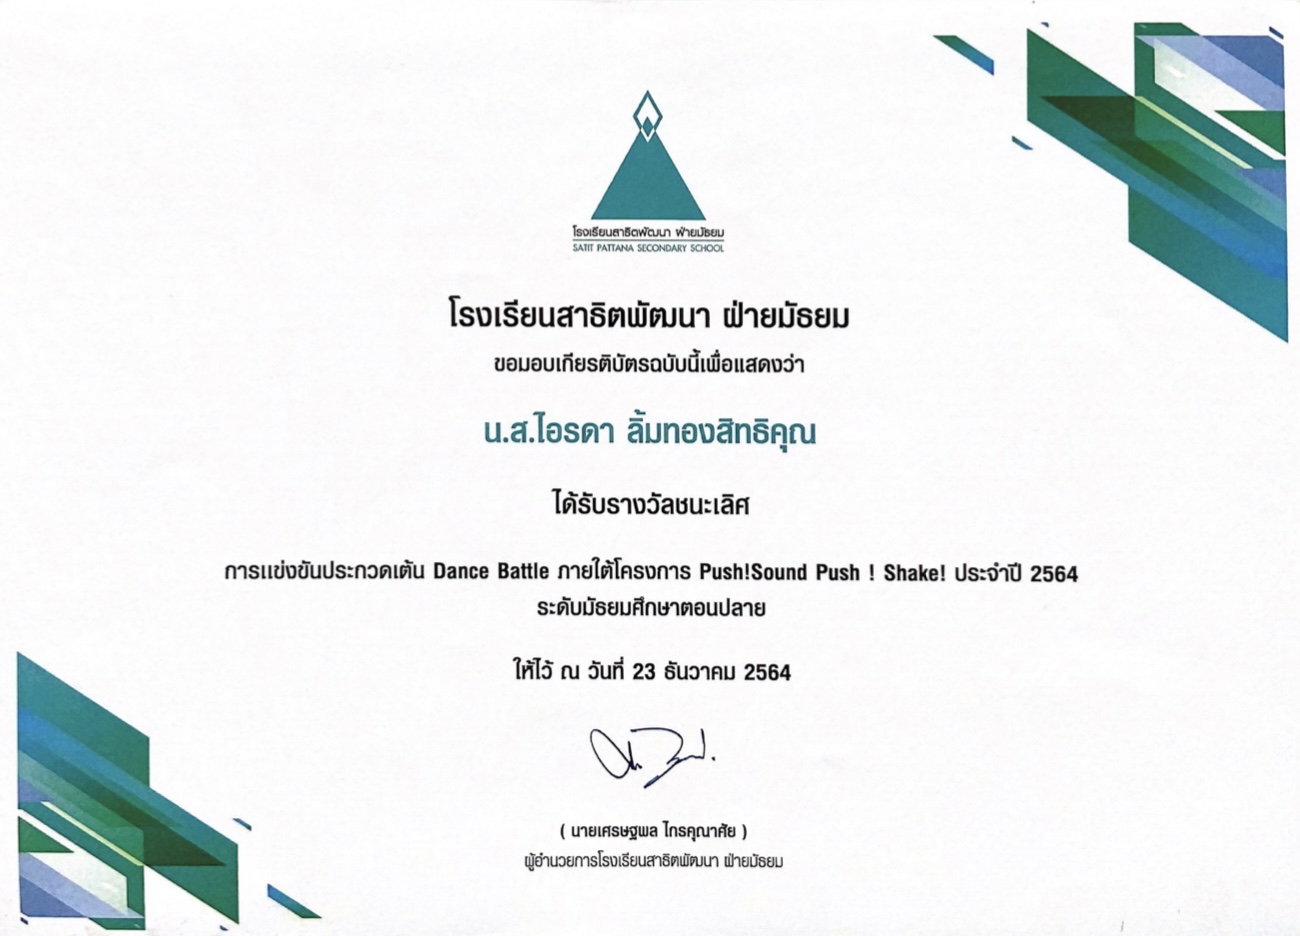 โรงเรียนสาธิตพัฒนา ฝ่ายมัธยม
SATIT PATTANA SECONDARY SCHOOL
โรงเรียนสาธิตพัฒนา ฝ่ายมัธยม
ขอมอบเกียรติบัตรฉบับนี้เพื่อแสดงว่า
น.ส.ไอรดา ลิ้มทองสิทธิคุณ
ได้รับรางวัลชนะเลิศ
การแข่งขันประกวดเต้น Dance Battle ภายใต้โครงการ Push!Sound Push ! Shake! ประจำปี 2564
ระดับมัธยมศึกษาตอนปลาย
ให้ไว้ ณ วันที่ 23 ธันวาคม 2564
( นายเศรษฐพล ไกรคุณาศัย )
ผู้อำนวยการโรงเรียนสาธิตพัฒนา ฝ่ายมัธยม